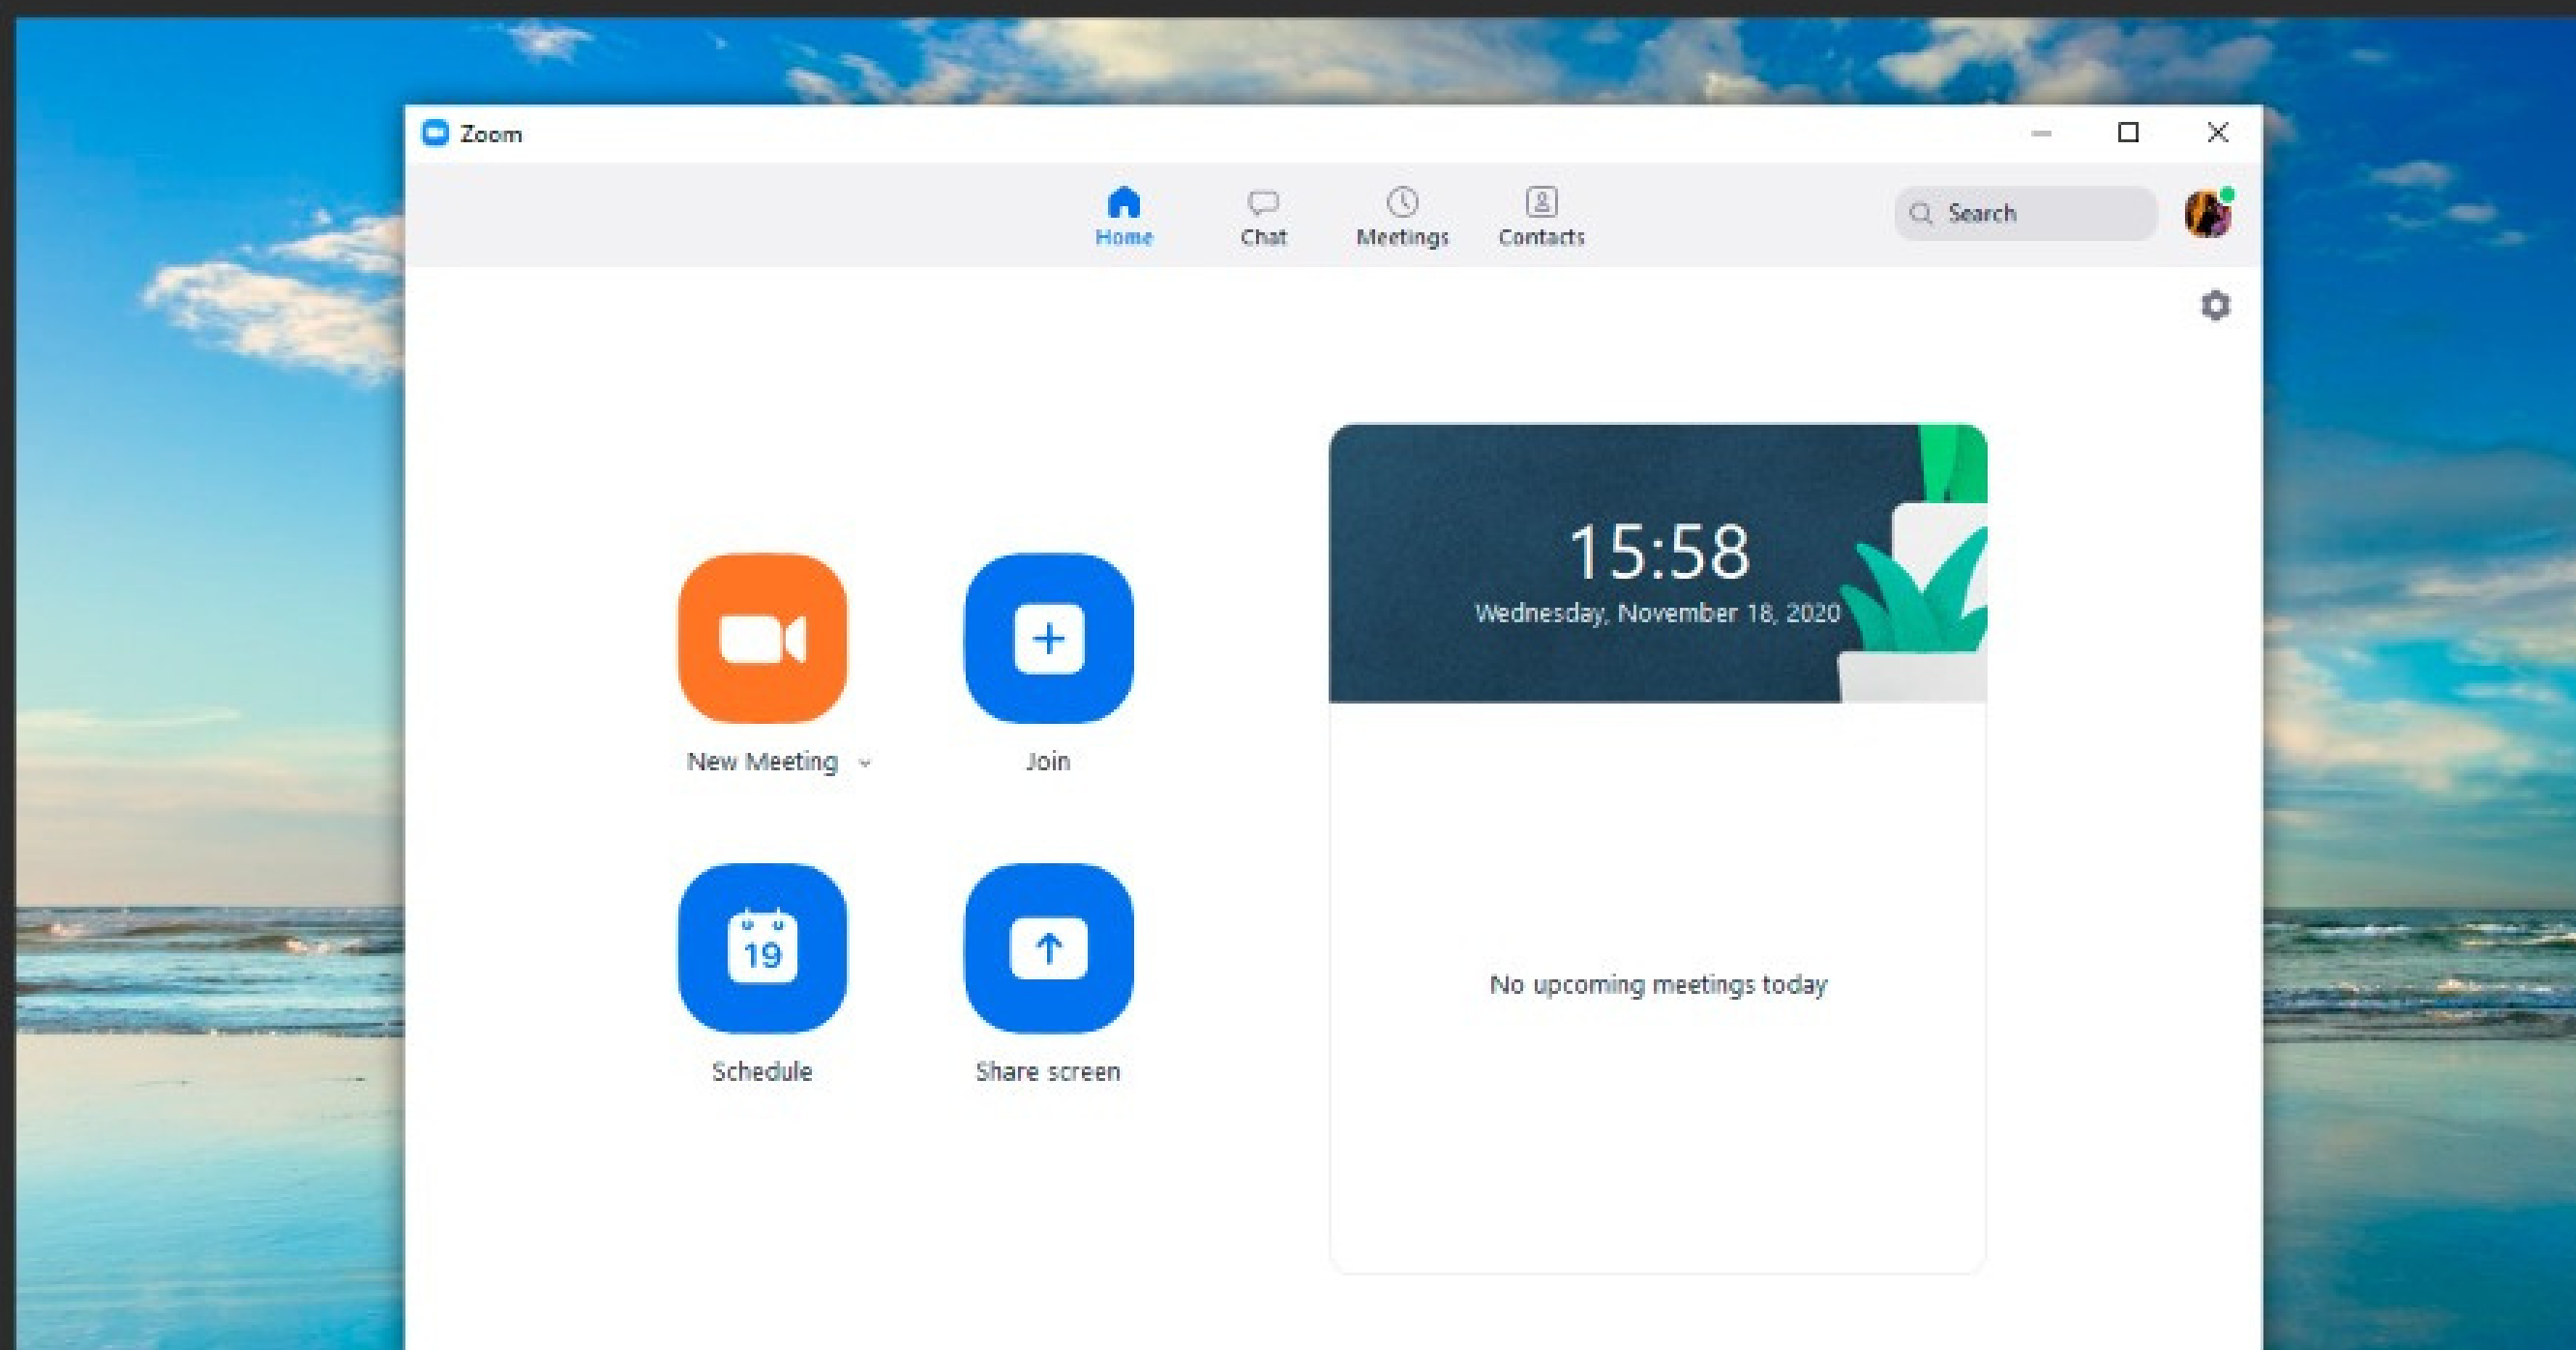 Zoom
Home
Chat
Meetings
Contacts
Search
15:58
Wednesday, November 18, 2020
New Meeting
Join
19
Schedule
Share screen
No upcoming meetings today